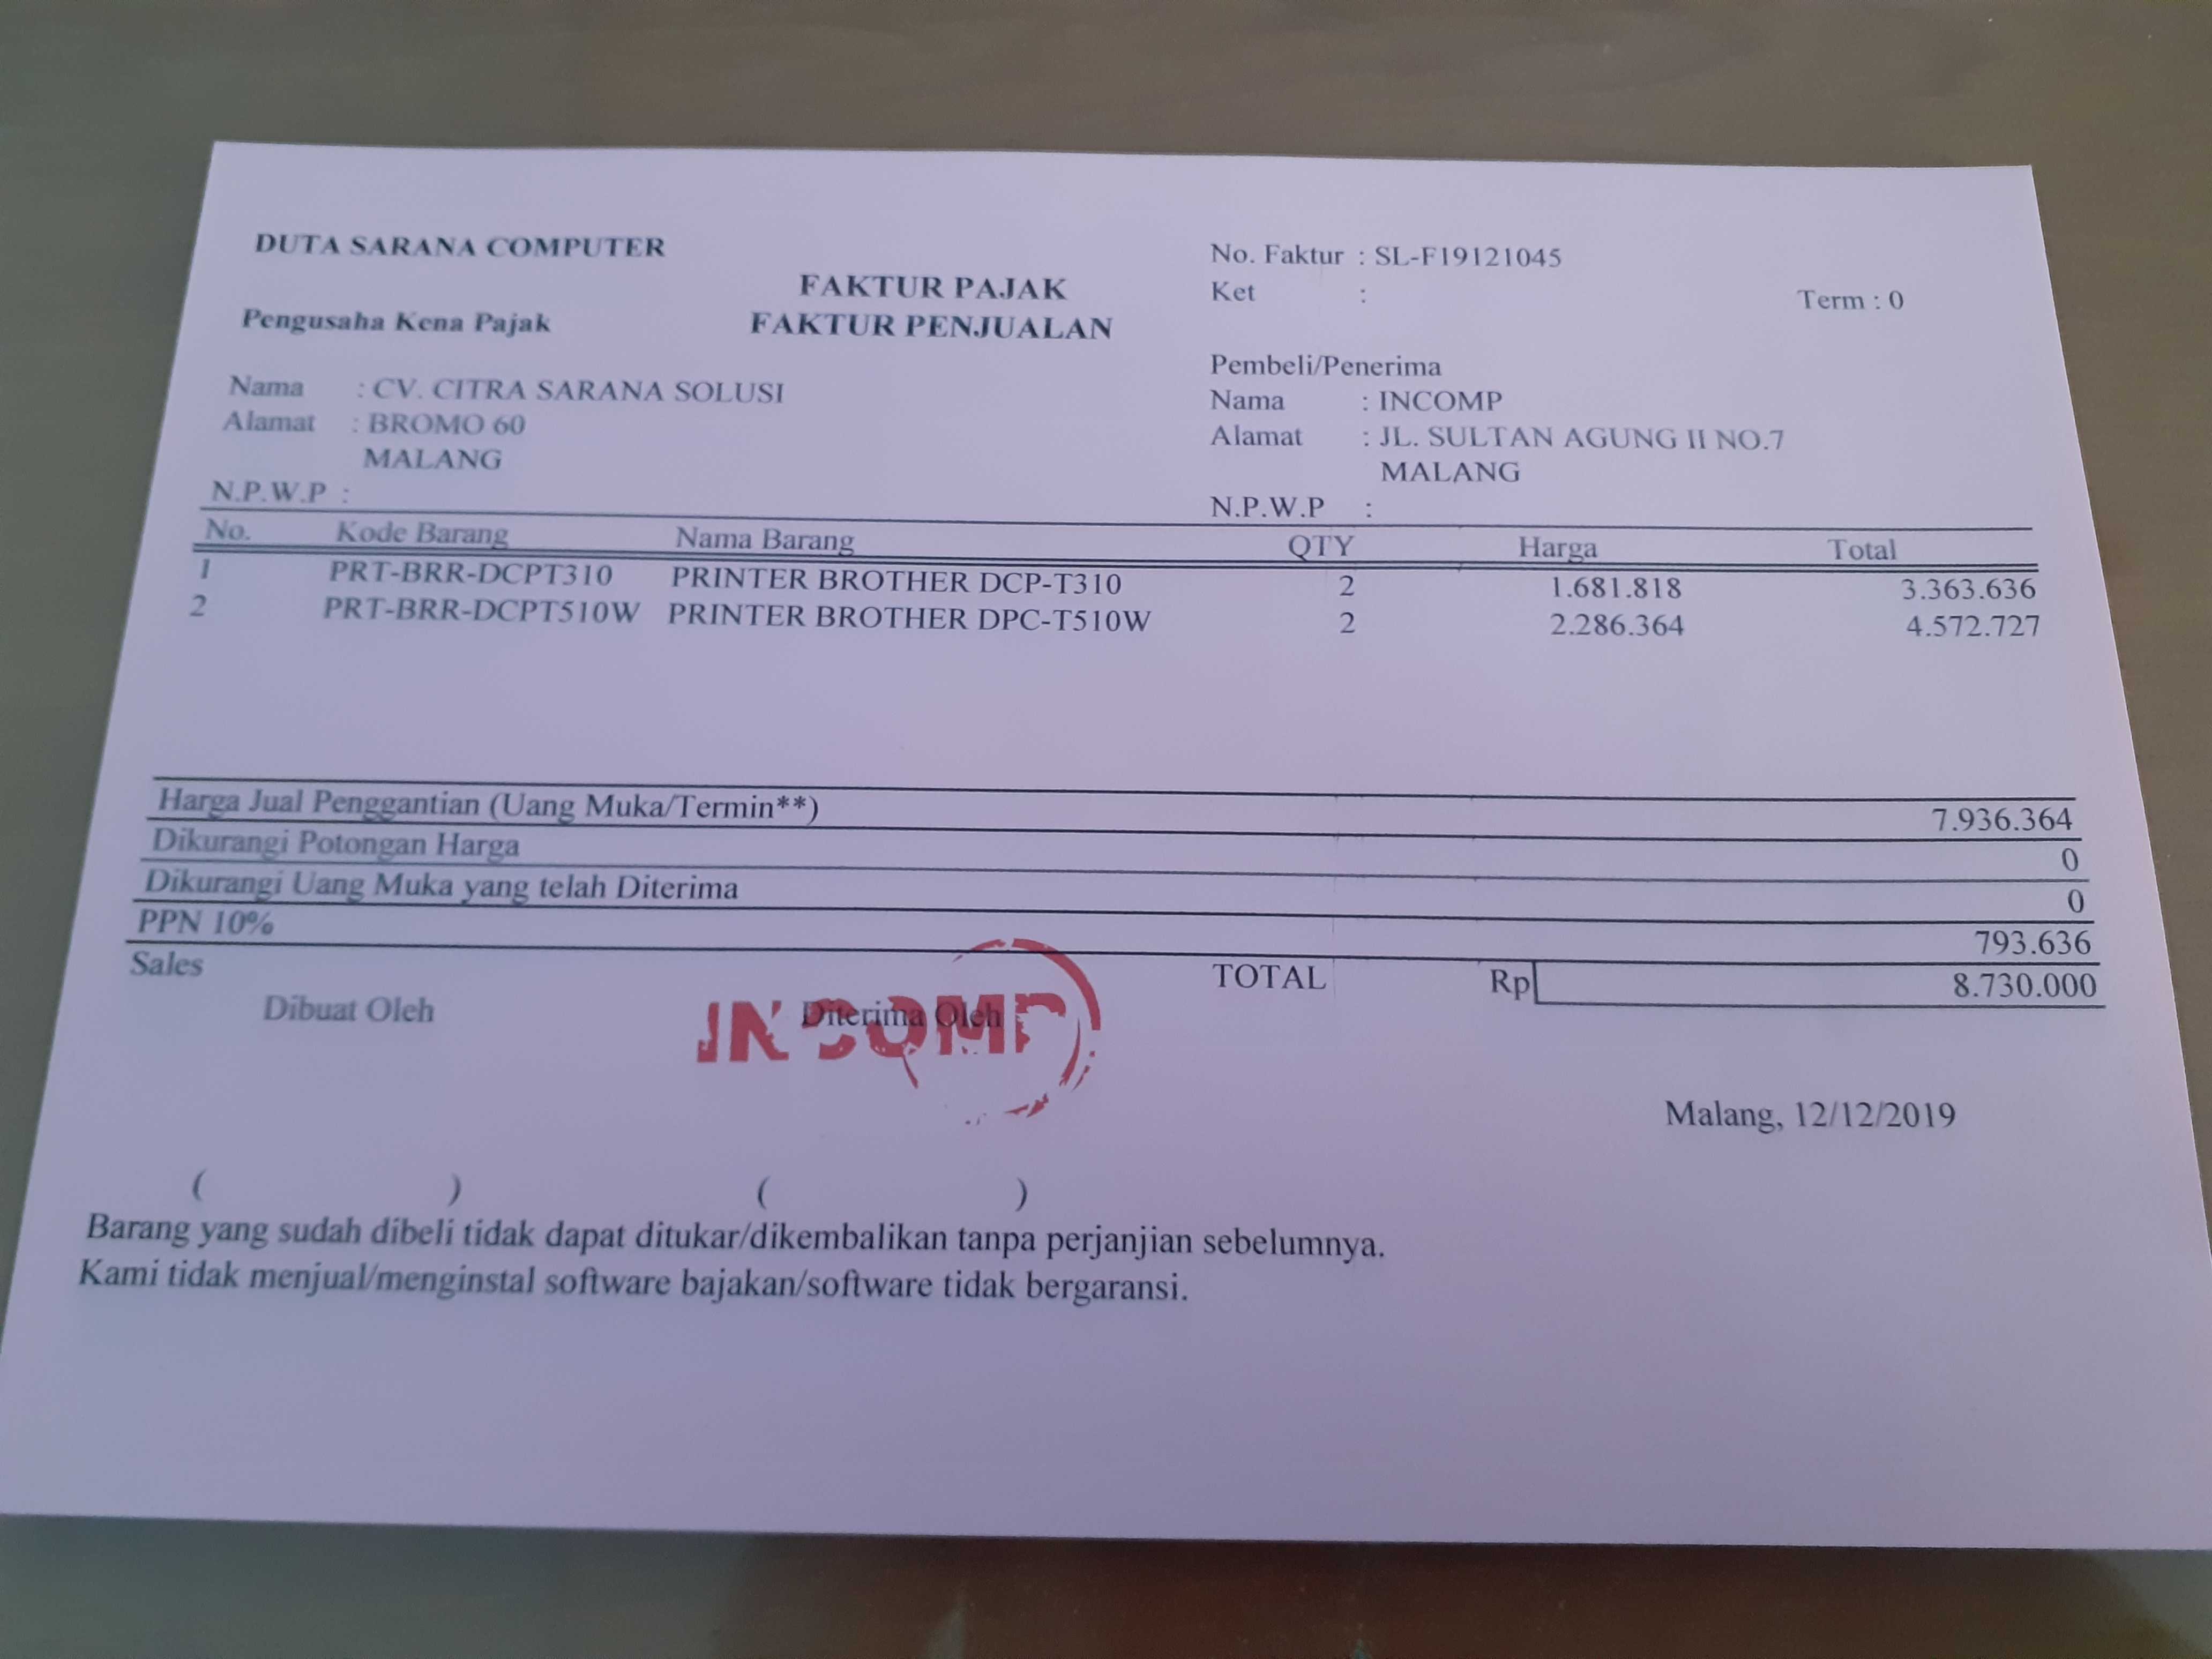 DUTA SARANA COMPUTER
FAKTUR PAJAK
FAKTUR PENJUALAN
Pengusaha Kena Pajak
Nama : CV. CITRA SARANA SOLUSI
Alamat : BROMO 60
MALANG
N.P.W.P :
No. Faktur : SL-F19121045
Ket :
Term : 0
Pembeli/Penerima
Nama : INCOMP
Alamat : JL. SULTAN AGUNG II NO.7
MALANG
N.P.W.P :
No. Kode Barang Nama Barang QTY Harga Total
1 PRT-BRR-DCPT310 PRINTER BROTHER DCP-T310 2 1.681.818 3.363.636
2 PRT-BRR-DCPT510W PRINTER BROTHER DPC-T510W 2 2.286.364 4.572.727
Harga Jual Penggantian (Uang Muka/Termin**) 7.936.364
Dikurangi Potongan Harga 0
Dikurangi Uang Muka yang telah Diterima 0
PPN 10% 793.636
Sales TOTAL Rp 8.730.000
Dibuat Oleh Diterima Oleh
INCOMP
Malang, 12/12/2019
( ) ( )
Barang yang sudah dibeli tidak dapat ditukar/dikembalikan tanpa perjanjian sebelumnya.
Kami tidak menjual/menginstal software bajakan/software tidak bergaransi.